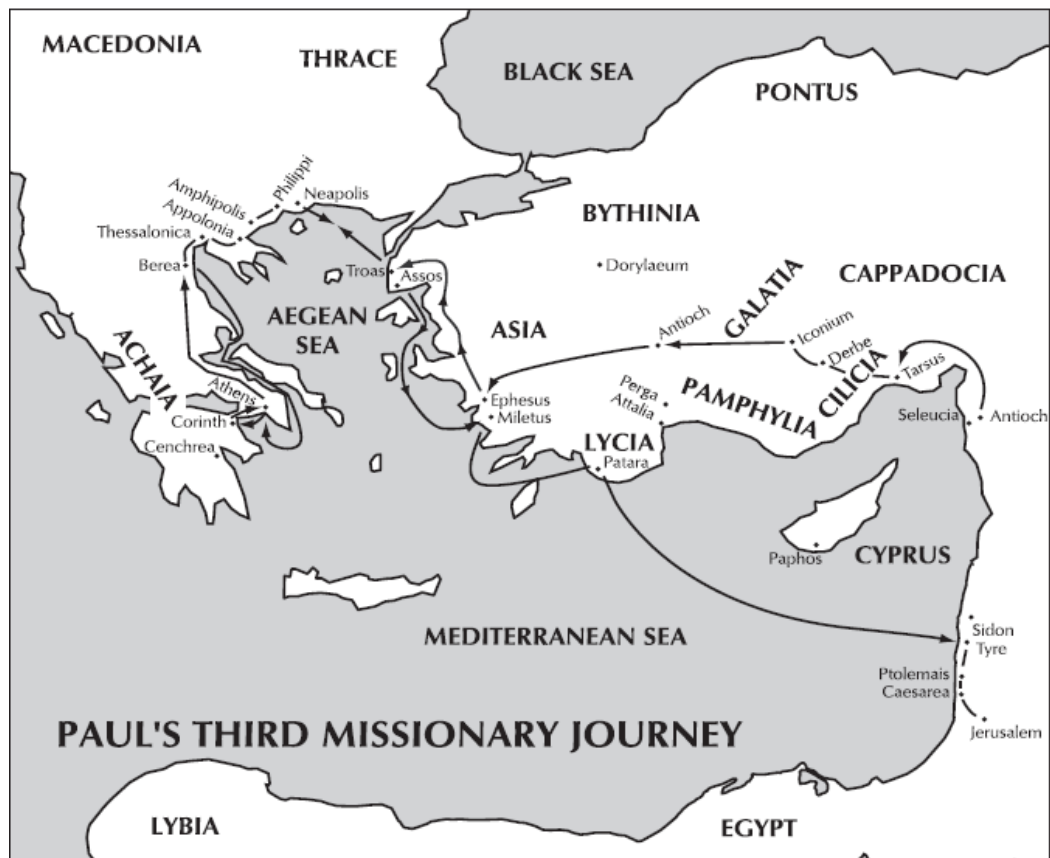 MACEDONIA
THRACE
BLACK SEA
PONTUS
Philippi
Neapolis
Amphipolis
Appolonia
Thessalonica
Berea
BYTHINIA
Dorylaeum
CAPPADOCIA
GALATIA
Troas
Assos
AEGEAN
SEA
ASIA
Antioch
Iconium
Derbe
Tarsus
CILICIA
ACHAIA
Athens
Corinth
Cenchrea
Ephesus
Miletus
Perga
Attalia
PAMPHYLIA
Seleucia
Antioch
LYCIA
Patara
Paphos
CYPRUS
MEDITERRANEAN SEA
Sidon
Tyre
Ptolemais
Caesarea
Jerusalem
PAUL'S THIRD MISSIONARY JOURNEY
LYBIA
EGYPT